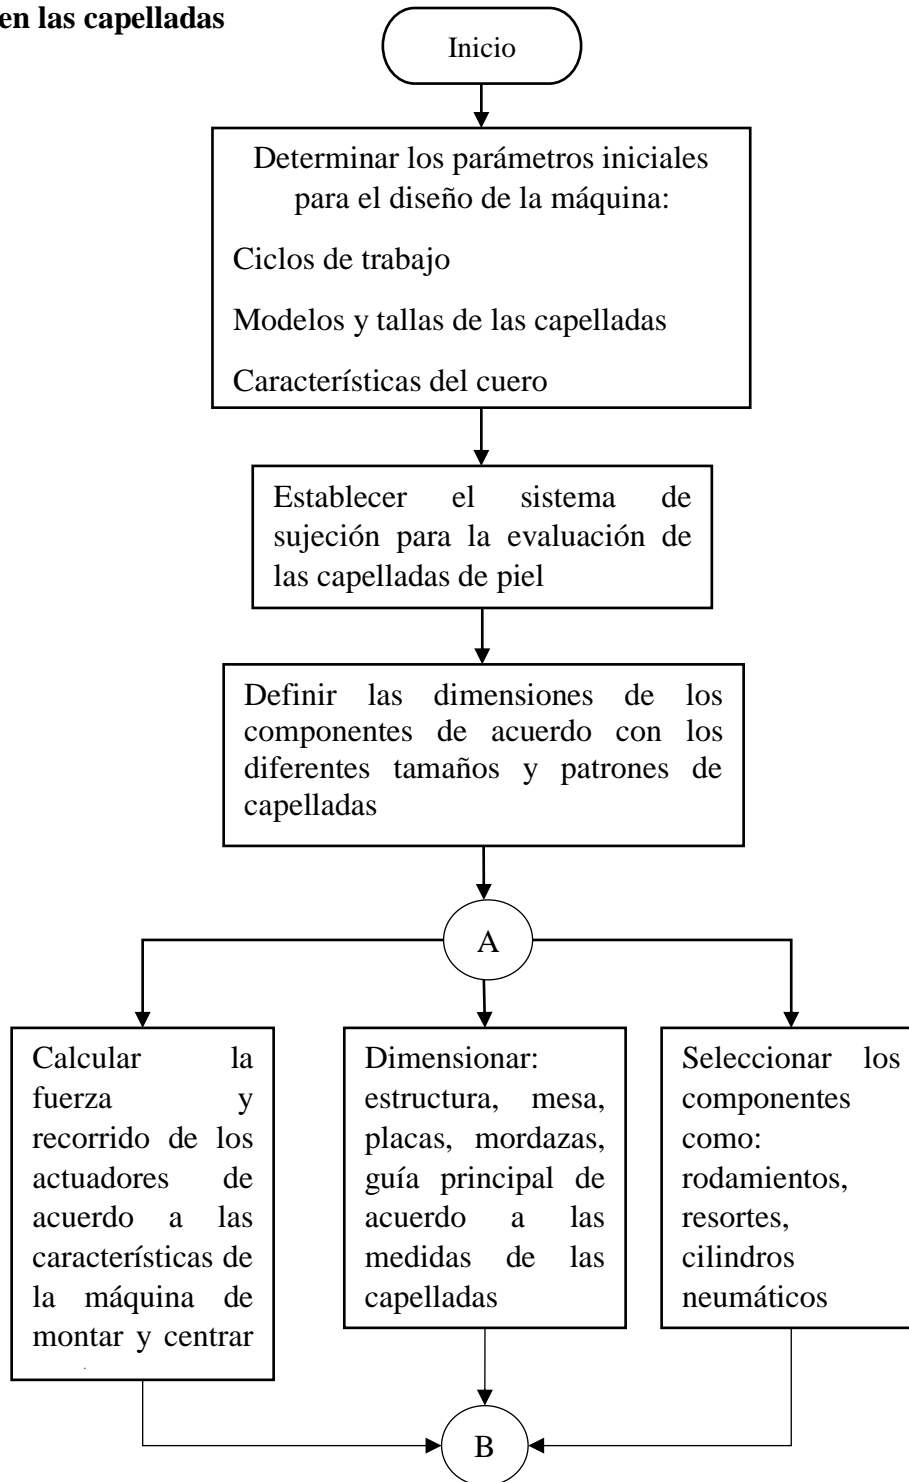 en las capelladas
Inicio
Determinar los parámetros iniciales
para el diseño de la máquina:
Ciclos de trabajo
Modelos y tallas de las capelladas
Características del cuero
Establecer el sistema de
sujeción para la evaluación de
las capelladas de piel
Definir las dimensiones de los
componentes de acuerdo con los
diferentes tamaños y patrones de
capelladas
A
Calcular la
fuerza y
recorrido de los
actuadores de
acuerdo a las
características de
la máquina de
montar y centrar
Dimensionar:
estructura, mesa,
placas, mordazas,
guía principal de
acuerdo a las
medidas de las
capelladas
Seleccionar los
componentes
como:
rodamientos,
resortes,
cilindros
neumáticos
B